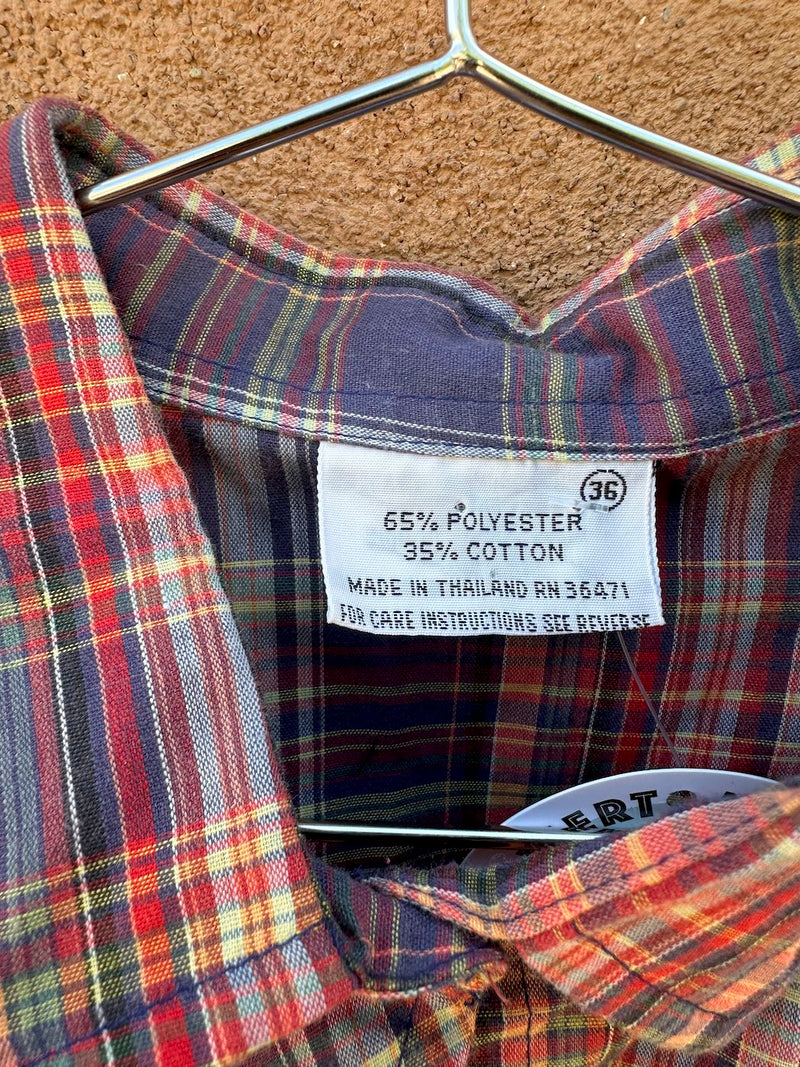 36
65% POLYESTER
35% COTTON
MADE IN THAILAND RN 36471
FOR CARE INSTRUCTIONS SEE REVERSE